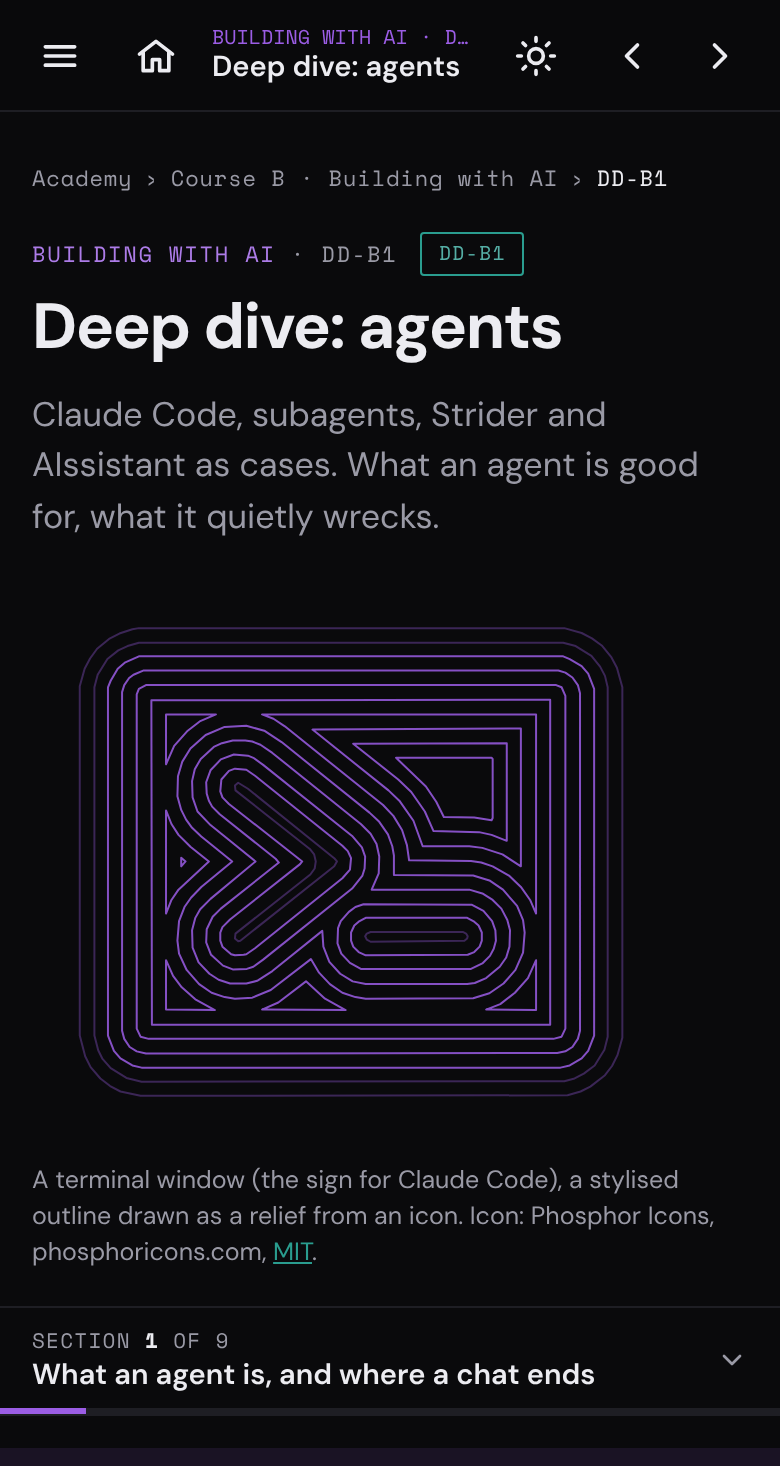 BUILDING WITH AI · D…
Deep dive: agents
Academy › Course B · Building with AI › DD-B1
BUILDING WITH AI · DD-B1 DD-B1
Deep dive: agents
Claude Code, subagents, Strider and
AIssistant as cases. What an agent is good
for, what it quietly wrecks.
A terminal window (the sign for Claude Code), a stylised
outline drawn as a relief from an icon. Icon: Phosphor Icons,
phosphoricons.com, MIT.
SECTION 1 OF 9
What an agent is, and where a chat ends